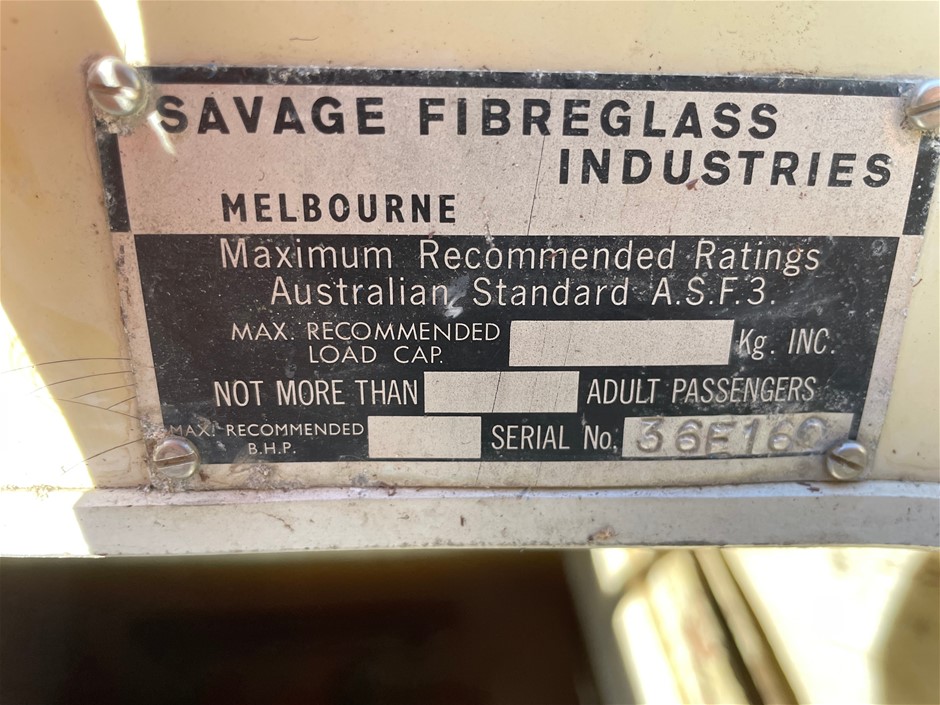 SAVAGE FIBREGLASS
INDUSTRIES
MELBOURNE
Maximum Recommended Ratings
Australian Standard A.S.F.3.
MAX. RECOMMENDED
LOAD CAP. Kg. INC.
NOT MORE THAN ADULT PASSENGERS
MAX. RECOMMENDED
B.H.P. SERIAL No.